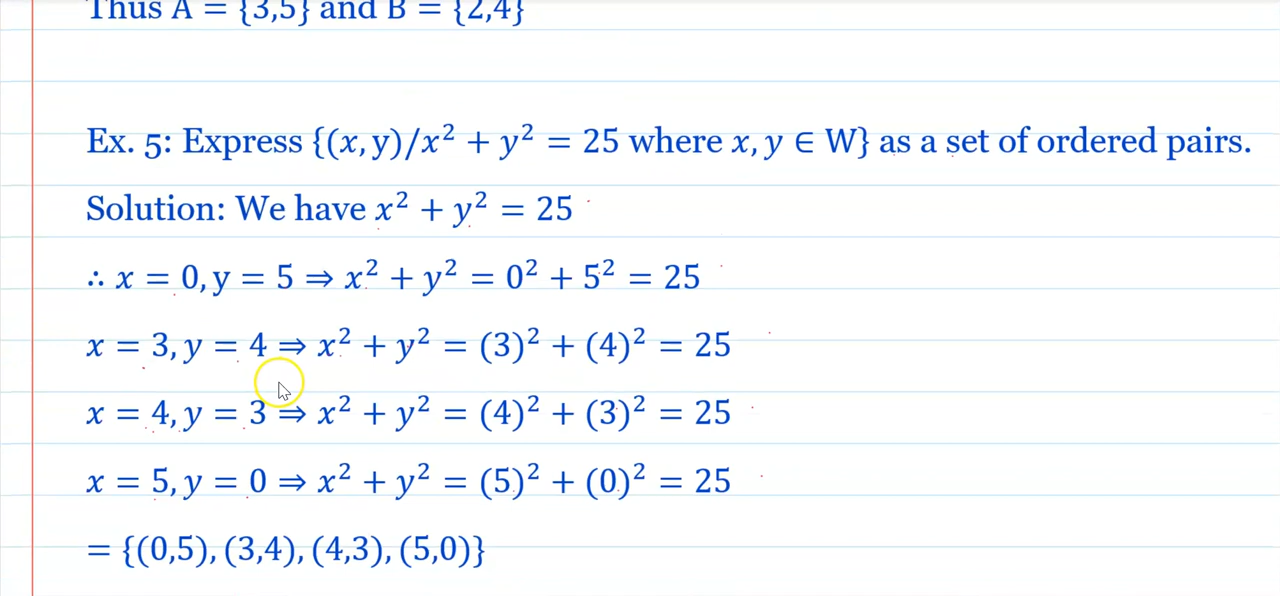 Thus A = {3,5} and B = {2,4}
Ex. 5: Express {(x, y)/x² + y² = 25 where x, y ∈ W} as a set of ordered pairs.
Solution: We have x² + y² = 25
∴ x = 0, y = 5 ⇒ x² + y² = 0² + 5² = 25
x = 3, y = 4 ⇒ x² + y² = (3)² + (4)² = 25
x = 4, y = 3 ⇒ x² + y² = (4)² + (3)² = 25
x = 5, y = 0 ⇒ x² + y² = (5)² + (0)² = 25
= {(0,5), (3,4), (4,3), (5,0)}